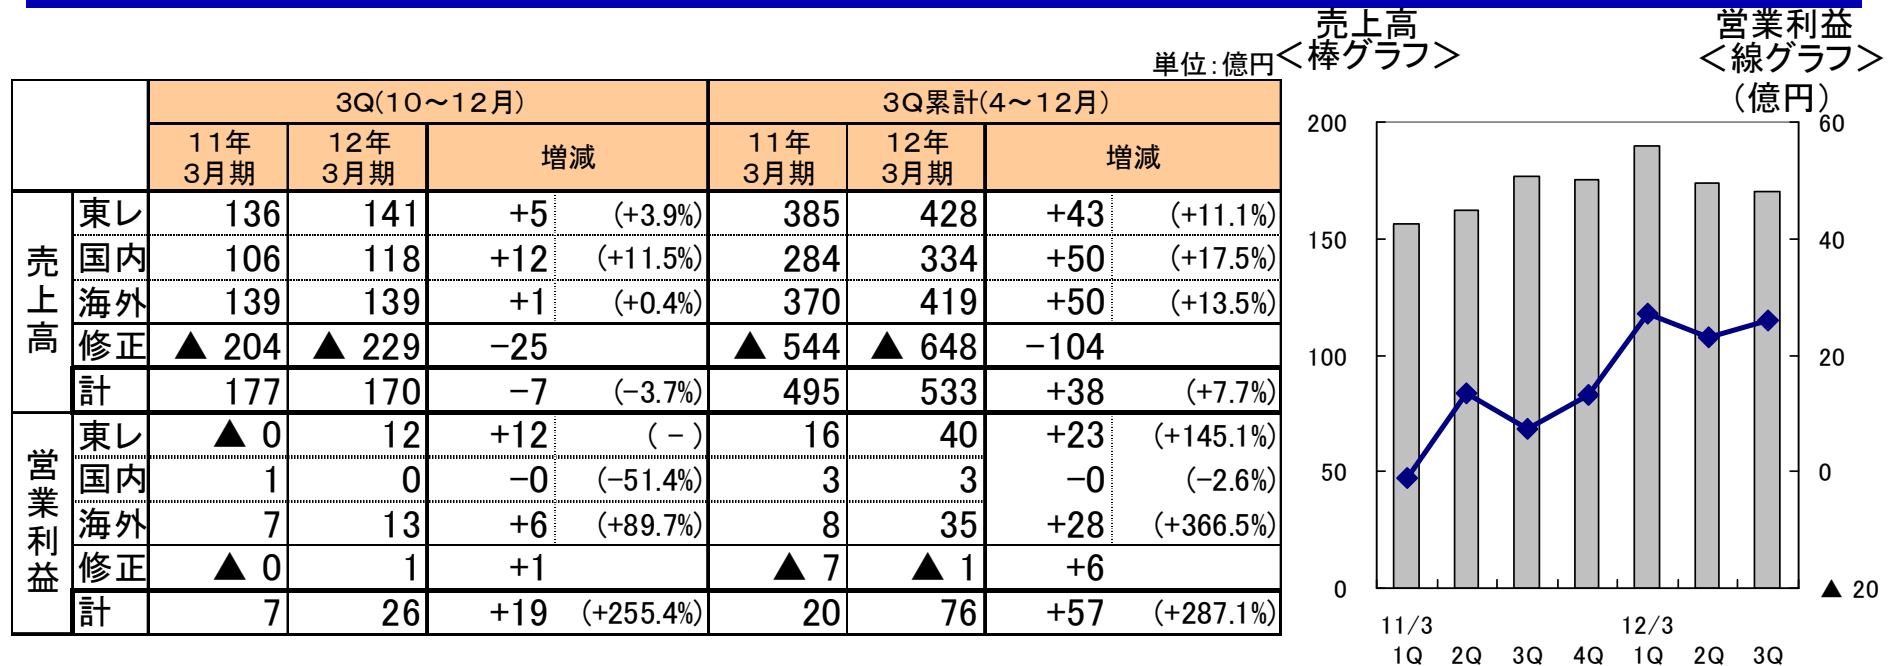 単位：億円
3Q(10～12月) 3Q累計(4～12月)
11年3月期 12年3月期 増減 11年3月期 12年3月期 増減
売上高
東レ 136 141 +5 (+3.9%) 385 428 +43 (+11.1%)
国内 106 118 +12 (+11.5%) 284 334 +50 (+17.5%)
海外 139 139 +1 (+0.4%) 370 419 +50 (+13.5%)
修正 ▲ 204 ▲ 229 −25 ▲ 544 ▲ 648 −104
計 177 170 −7 (−3.7%) 495 533 +38 (+7.7%)
営業利益
東レ ▲ 0 12 +12 ( − ) 16 40 +23 (+145.1%)
国内 1 0 −0 (−51.4%) 3 3 −0 (−2.6%)
海外 7 13 +6 (+89.7%) 8 35 +28 (+366.5%)
修正 ▲ 0 1 +1 ▲ 7 ▲ 1 +6
計 7 26 +19 (+255.4%) 20 76 +57 (+287.1%)
売上高
＜棒グラフ＞
営業利益
＜線グラフ＞
（億円）
200 60
150 40
100 20
50 0
0 ▲ 20
11/3 12/3
1Q 2Q 3Q 4Q 1Q 2Q 3Q